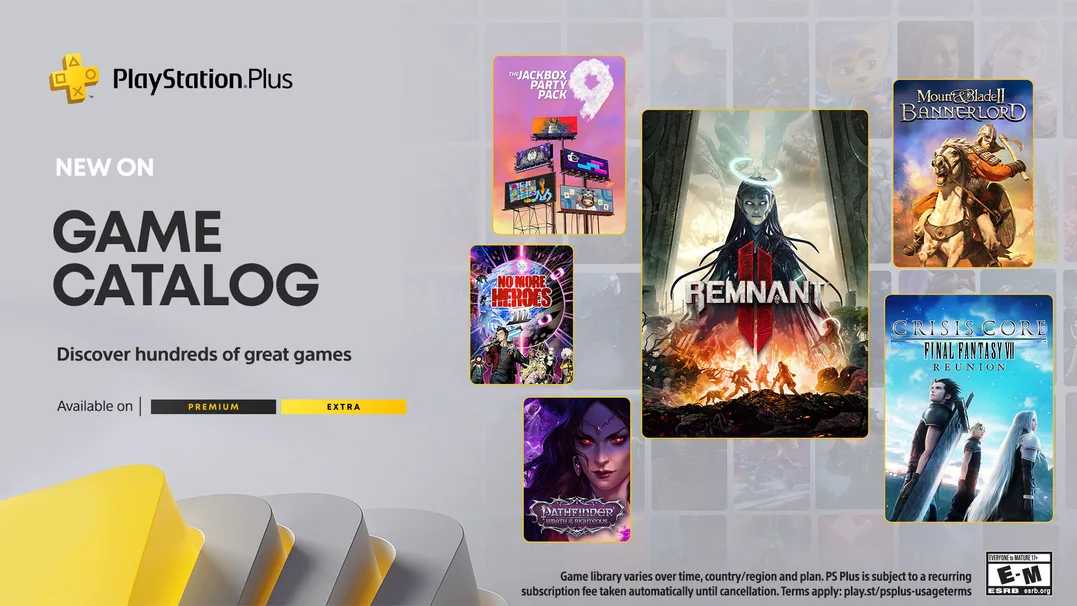 PlayStation.Plus
NEW ON
GAME
CATALOG
Discover hundreds of great games
Available on | PREMIUM EXTRA
THE JACKBOX
PARTY
PACK 9
NO MORE
HEROES
III
PATHFINDER
WRATH OF THE RIGHTEOUS
REMNANT
II
Mount & Blade II
BANNERLORD
CRISIS CORE
FINAL FANTASY VII
REUNION
Game library varies over time, country/region and plan. PS Plus is subject to a recurring
subscription fee taken automatically until cancellation. Terms apply: play.st/psplus-usageterms
EVERYONE to MATURE 17+
E-M
ESRB esrb.org